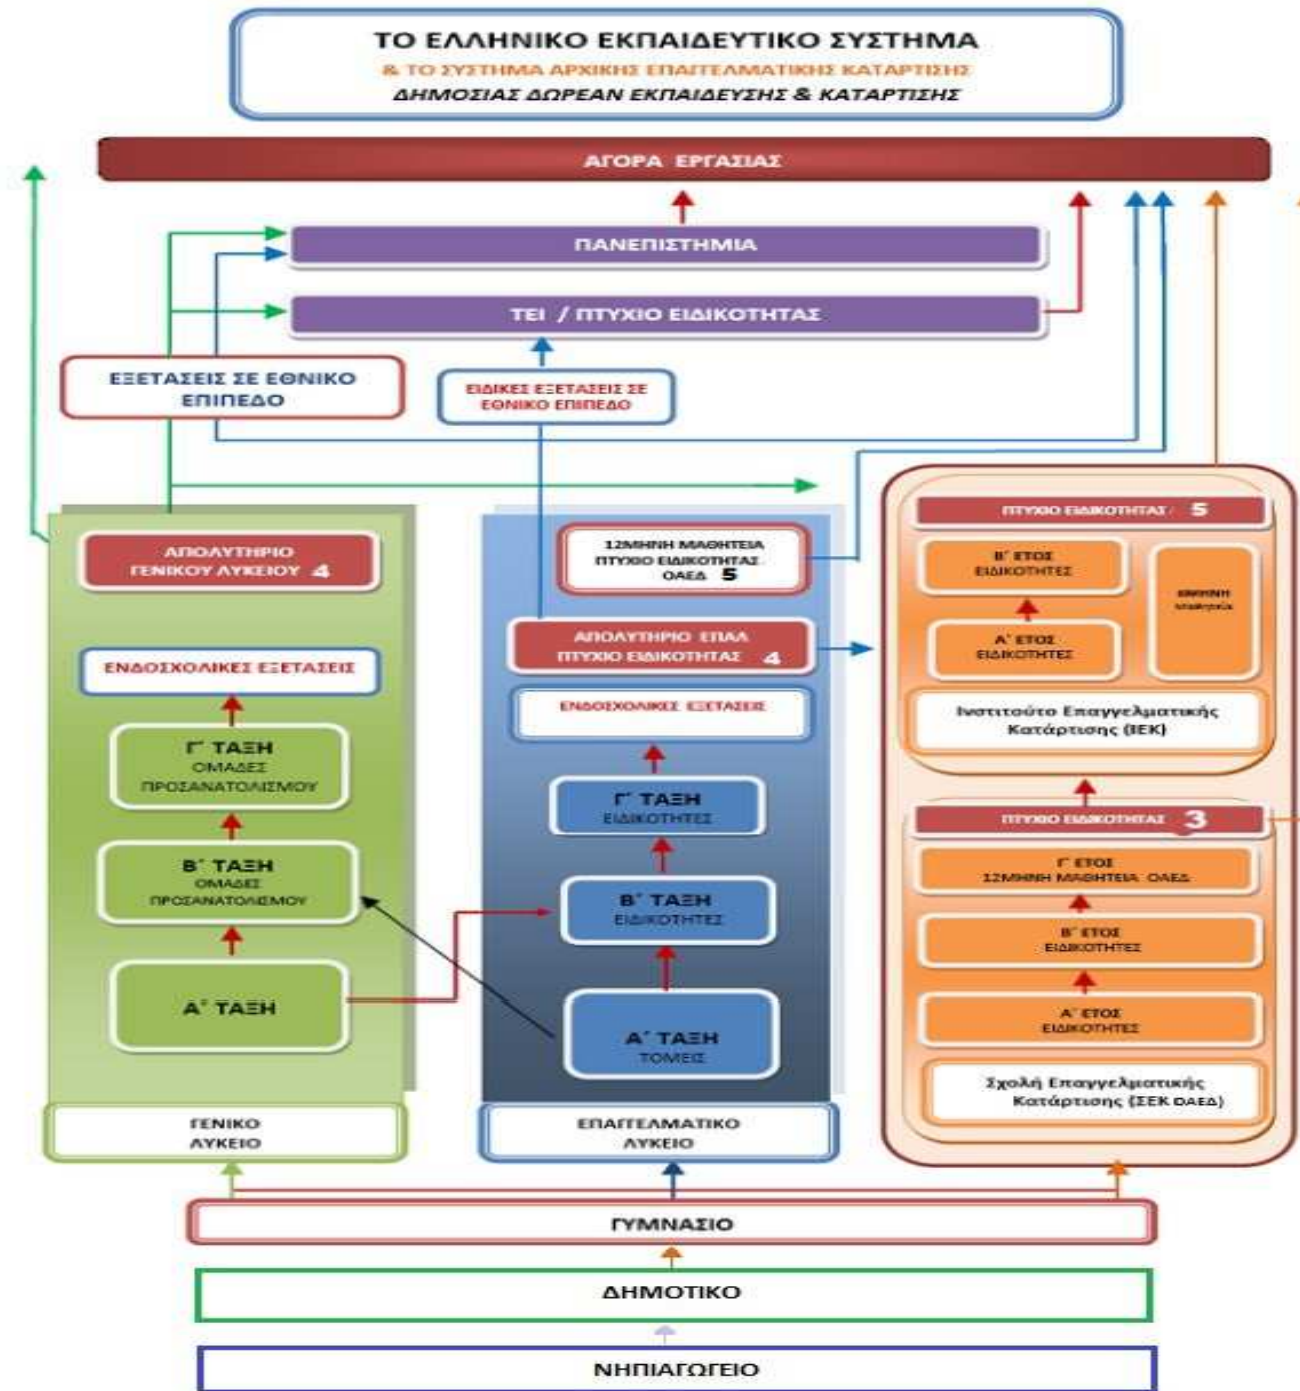 ΤΟ ΕΛΛΗΝΙΚΟ ΕΚΠΑΙΔΕΥΤΙΚΟ ΣΥΣΤΗΜΑ
& ΤΟ ΣΥΣΤΗΜΑ ΑΡΧΙΚΗΣ ΕΠΑΓΓΕΛΜΑΤΙΚΗΣ ΚΑΤΑΡΤΙΣΗΣ
ΔΗΜΟΣΙΑΣ ΔΩΡΕΑΝ ΕΚΠΑΙΔΕΥΣΗΣ & ΚΑΤΑΡΤΙΣΗΣ
ΑΓΟΡΑ ΕΡΓΑΣΙΑΣ
ΠΑΝΕΠΙΣΤΗΜΙΑ
ΤΕΙ / ΠΤΥΧΙΟ ΕΙΔΙΚΟΤΗΤΑΣ
ΕΞΕΤΑΣΕΙΣ ΣΕ ΕΘΝΙΚΟ
ΕΠΙΠΕΔΟ
ΕΙΔΙΚΕΣ ΕΞΕΤΑΣΕΙΣ ΣΕ
ΕΘΝΙΚΟ ΕΠΙΠΕΔΟ
ΑΠΟΛΥΤΗΡΙΟ
ΓΕΝΙΚΟΥ ΛΥΚΕΙΟΥ 4
ΕΝΔΟΣΧΟΛΙΚΕΣ ΕΞΕΤΑΣΕΙΣ
Γ΄ ΤΑΞΗ
ΟΜΑΔΕΣ
ΠΡΟΣΑΝΑΤΟΛΙΣΜΟΥ
Β΄ ΤΑΞΗ
ΟΜΑΔΕΣ
ΠΡΟΣΑΝΑΤΟΛΙΣΜΟΥ
Α΄ ΤΑΞΗ
ΓΕΝΙΚΟ
ΛΥΚΕΙΟ
12ΜΗΝΗ ΜΑΘΗΤΕΙΑ
ΠΤΥΧΙΟ ΕΙΔΙΚΟΤΗΤΑΣ
ΟΑΕΔ 5
ΑΠΟΛΥΤΗΡΙΟ ΕΠΑΛ
ΠΤΥΧΙΟ ΕΙΔΙΚΟΤΗΤΑΣ 4
ΕΝΔΟΣΧΟΛΙΚΕΣ ΕΞΕΤΑΣΕΙΣ
Γ΄ ΤΑΞΗ
ΕΙΔΙΚΟΤΗΤΕΣ
Β΄ ΤΑΞΗ
ΕΙΔΙΚΟΤΗΤΕΣ
Α΄ ΤΑΞΗ
ΤΟΜΕΙΣ
ΕΠΑΓΓΕΛΜΑΤΙΚΟ
ΛΥΚΕΙΟ
ΠΤΥΧΙΟ ΕΙΔΙΚΟΤΗΤΑΣ 5
Β΄ ΕΤΟΣ
ΕΙΔΙΚΟΤΗΤΕΣ
Α΄ ΕΤΟΣ
ΕΙΔΙΚΟΤΗΤΕΣ
Ινστιτούτο Επαγγελματικής
Κατάρτισης (ΙΕΚ)
ΠΤΥΧΙΟ ΕΙΔΙΚΟΤΗΤΑΣ 3
Γ΄ ΕΤΟΣ
12ΜΗΝΗ ΜΑΘΗΤΕΙΑ ΟΑΕΔ
Β΄ ΕΤΟΣ
ΕΙΔΙΚΟΤΗΤΕΣ
Α΄ ΕΤΟΣ
ΕΙΔΙΚΟΤΗΤΕΣ
Σχολή Επαγγελματικής
Κατάρτισης (ΣΕΚ ΟΑΕΔ)
ΓΥΜΝΑΣΙΟ
ΔΗΜΟΤΙΚΟ
ΝΗΠΙΑΓΩΓΕΙΟ